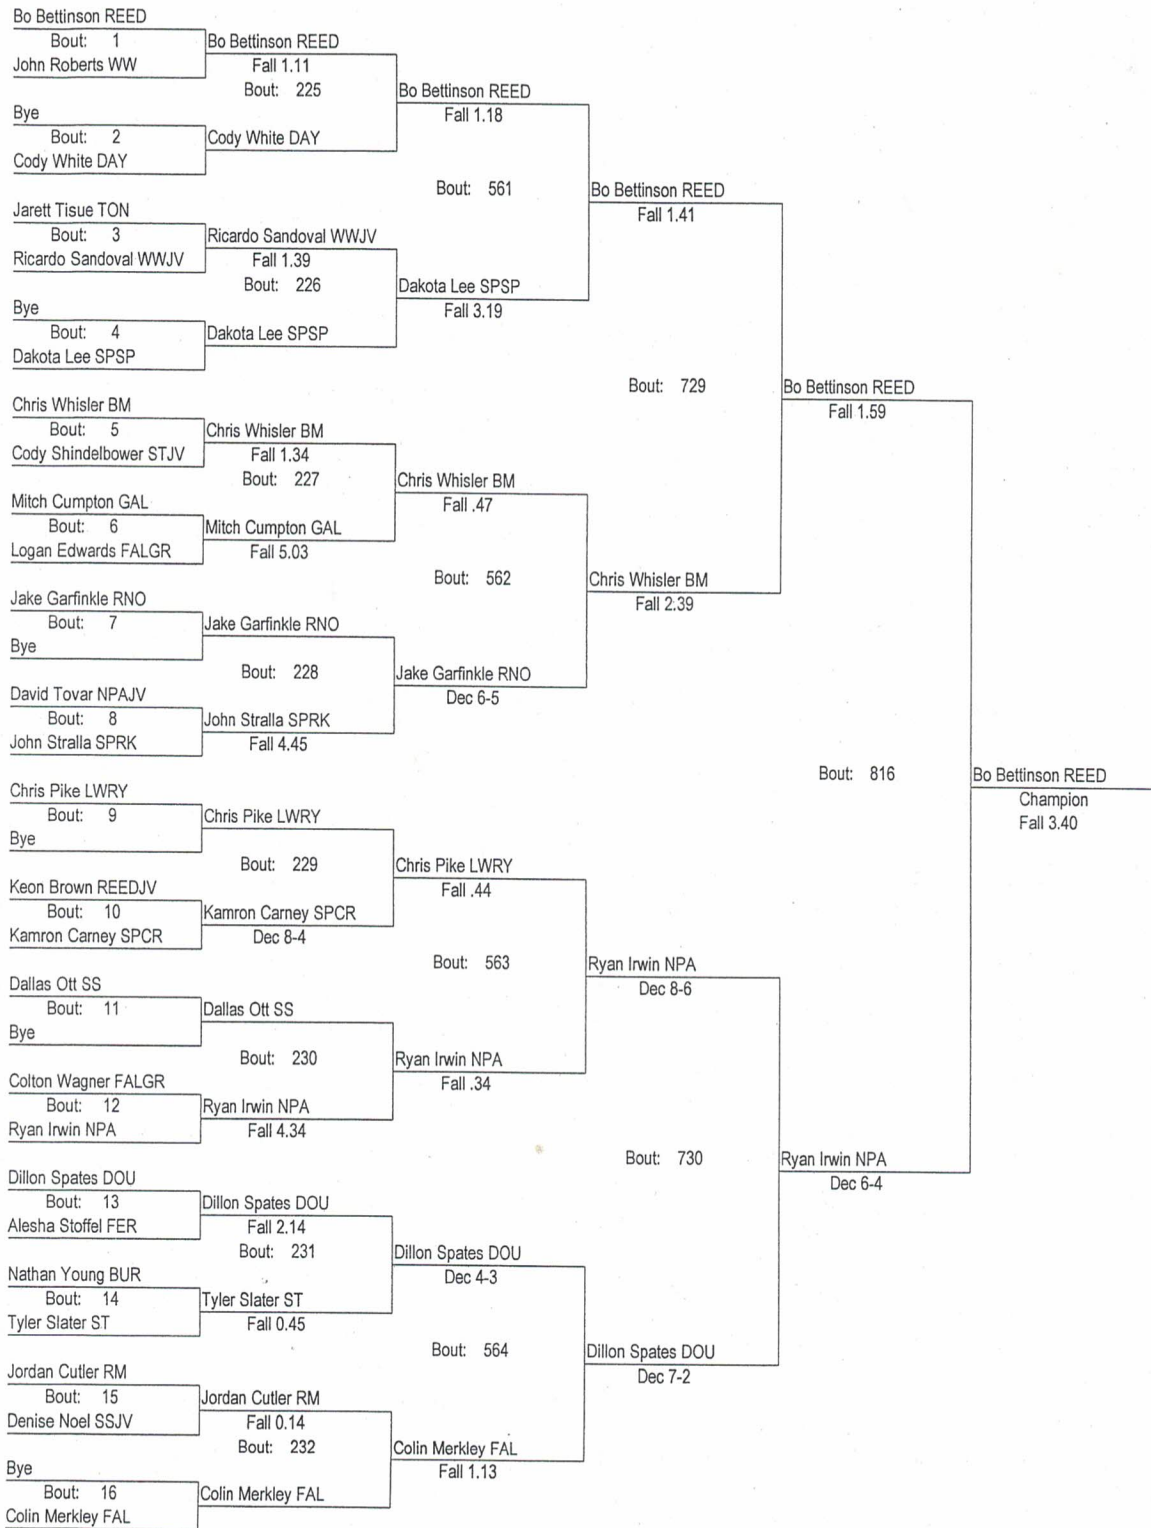 Bo Bettinson REED
Bout: 1
John Roberts WW
Bye
Bout: 2
Cody White DAY
Jarett Tisue TON
Bout: 3
Ricardo Sandoval WWJV
Bye
Bout: 4
Dakota Lee SPSP
Chris Whisler BM
Bout: 5
Cody Shindelbower STJV
Mitch Cumpton GAL
Bout: 6
Logan Edwards FALGR
Jake Garfinkle RNO
Bout: 7
Bye
David Tovar NPAJV
Bout: 8
John Stralla SPRK
Chris Pike LWRY
Bout: 9
Bye
Keon Brown REEDJV
Bout: 10
Kamron Carney SPCR
Dallas Ott SS
Bout: 11
Bye
Colton Wagner FALGR
Bout: 12
Ryan Irwin NPA
Dillon Spates DOU
Bout: 13
Alesha Stoffel FER
Nathan Young BUR
Bout: 14
Tyler Slater ST
Jordan Cutler RM
Bout: 15
Denise Noel SSJV
Bye
Bout: 16
Colin Merkley FAL
Bo Bettinson REED
Fall 1.11
Bout: 225
Cody White DAY
Ricardo Sandoval WWJV
Fall 1.39
Bout: 226
Dakota Lee SPSP
Chris Whisler BM
Fall 1.34
Bout: 227
Mitch Cumpton GAL
Fall 5.03
Jake Garfinkle RNO
Bout: 228
John Stralla SPRK
Fall 4.45
Chris Pike LWRY
Bout: 229
Kamron Carney SPCR
Dec 8-4
Dallas Ott SS
Bout: 230
Ryan Irwin NPA
Fall 4.34
Dillon Spates DOU
Fall 2.14
Bout: 231
Tyler Slater ST
Fall 0.45
Jordan Cutler RM
Fall 0.14
Bout: 232
Colin Merkley FAL
Bo Bettinson REED
Fall 1.18
Bout: 561
Dakota Lee SPSP
Fall 3.19
Chris Whisler BM
Fall .47
Bout: 562
Jake Garfinkle RNO
Dec 6-5
Chris Pike LWRY
Fall .44
Bout: 563
Ryan Irwin NPA
Fall .34
Dillon Spates DOU
Dec 4-3
Bout: 564
Colin Merkley FAL
Fall 1.13
Bo Bettinson REED
Fall 1.41
Bout: 729
Chris Whisler BM
Fall 2.39
Ryan Irwin NPA
Dec 8-6
Bout: 730
Dillon Spates DOU
Dec 7-2
Bo Bettinson REED
Fall 1.59
Bout: 816
Ryan Irwin NPA
Dec 6-4
Bo Bettinson REED
Champion
Fall 3.40